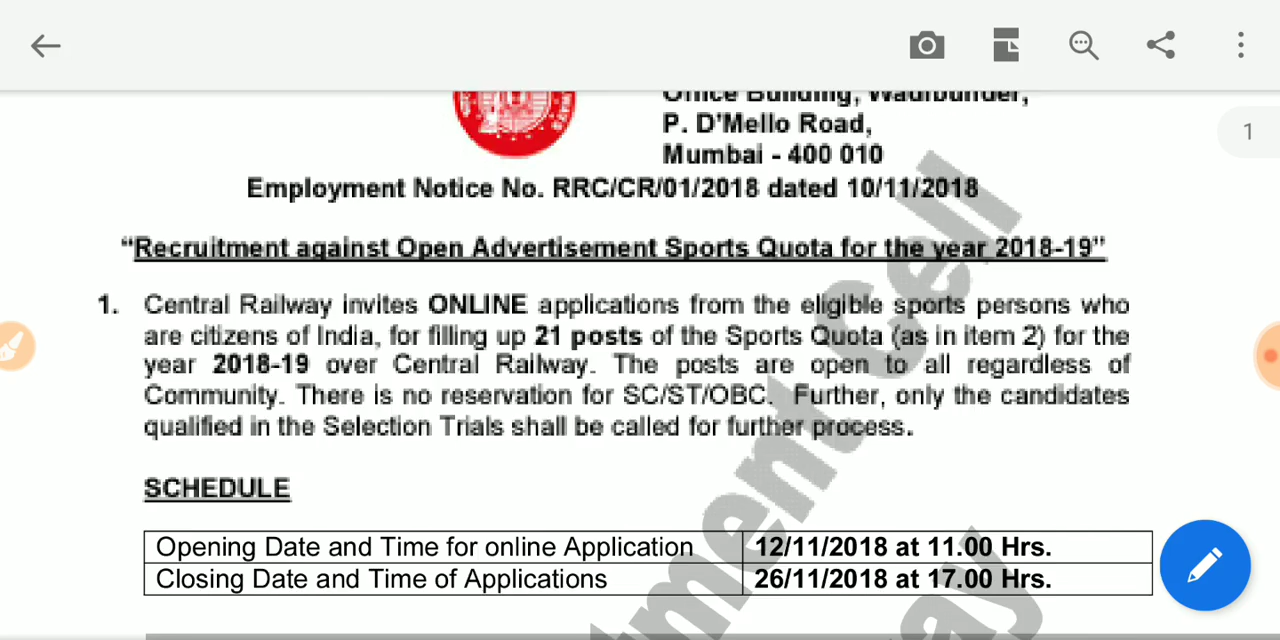 Office Building, Wadibunder,
P. D'Mello Road,
Mumbai - 400 010
1
Employment Notice No. RRC/CR/01/2018 dated 10/11/2018
“Recruitment against Open Advertisement Sports Quota for the year 2018-19”
1. Central Railway invites ONLINE applications from the eligible sports persons who
are citizens of India, for filling up 21 posts of the Sports Quota (as in item 2) for the
year 2018-19 over Central Railway. The posts are open to all regardless of
Community. There is no reservation for SC/ST/OBC. Further, only the candidates
qualified in the Selection Trials shall be called for further process.
SCHEDULE
Opening Date and Time for online Application 12/11/2018 at 11.00 Hrs.
Closing Date and Time of Applications 26/11/2018 at 17.00 Hrs.
Cell